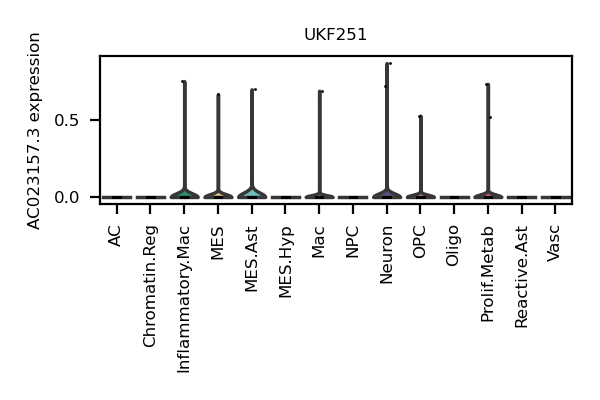 UKF251
AC023157.3 expression
0.5
0.0
AC
Chromatin.Reg
Inflammatory.Mac
MES
MES.Ast
MES.Hyp
Mac
NPC
Neuron
OPC
Oligo
Prolif.Metab
Reactive.Ast
Vasc